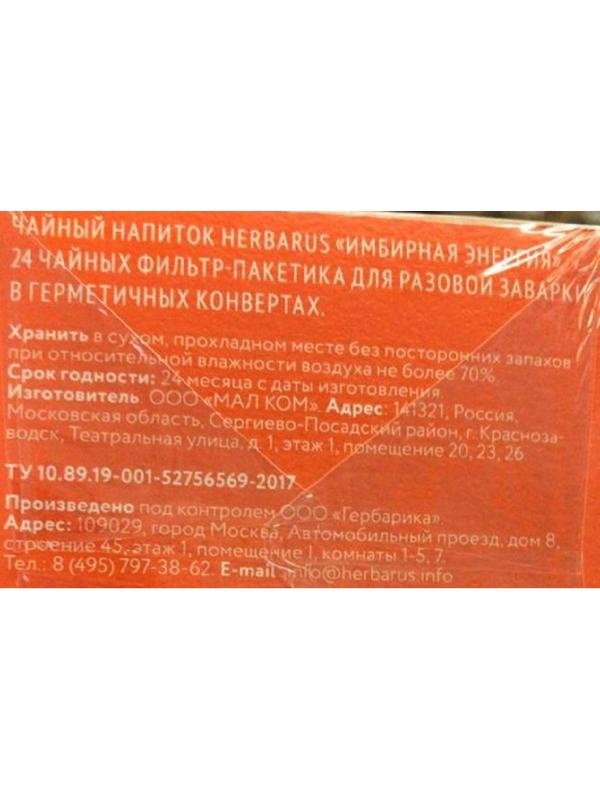 ЧАЙНЫЙ НАПИТОК HERBARUS «ИМБИРНАЯ ЭНЕРГИЯ»
24 ЧАЙНЫХ ФИЛЬТР-ПАКЕТИКА ДЛЯ РАЗОВОЙ ЗАВАРКИ
В ГЕРМЕТИЧНЫХ КОНВЕРТАХ.
Хранить в сухом, прохладном месте без посторонних запахов
при относительной влажности воздуха не более 70%.
Срок годности: 24 месяца с даты изготовления.
Изготовитель ООО «МАЛ КОМ». Адрес: 141321, Россия,
Московская область, Сергиево-Посадский район, г. Красноза-
водск, Театральная улица, д. 1, этаж 1, помещение 20, 23, 26
ТУ 10.89.19-001-52756569-2017
Произведено под контролем ООО «Гербарика».
Адрес: 109029, город Москва, Автомобильный проезд, дом 8,
строение 45, этаж 1, помещение I, комнаты 1-5, 7.
Тел.: 8 (495) 797-38-62. E-mail info@herbarus.info